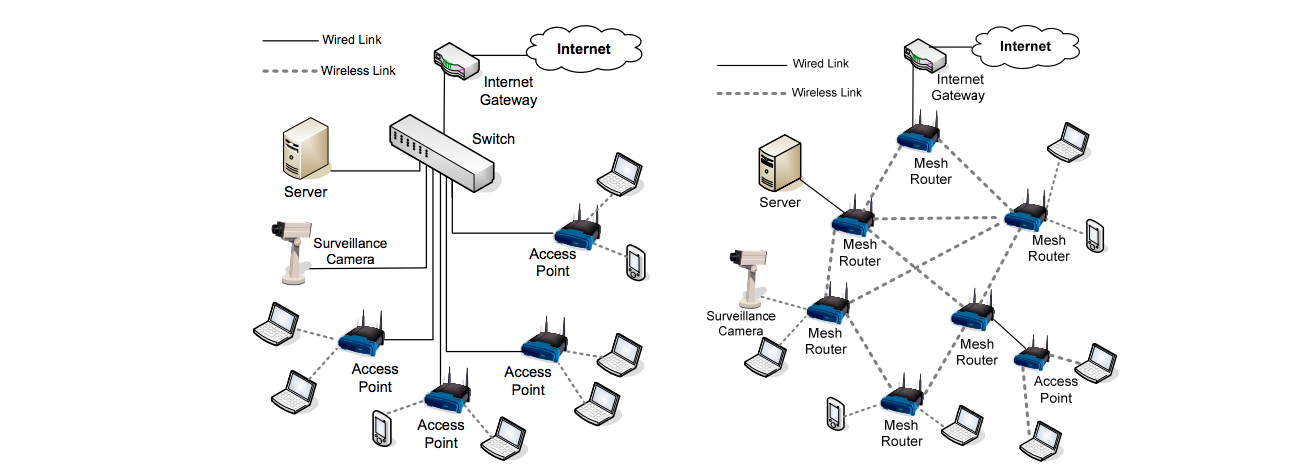 Wired Link
Wireless Link
Internet
Internet
Gateway
Switch
Server
Surveillance
Camera
Access
Point
Access
Point
Access
Point
Access
Point
Wired Link
Wireless Link
Internet
Internet
Gateway
Mesh
Router
Server
Mesh
Router
Mesh
Router
Surveillance
Camera
Mesh
Router
Mesh
Router
Access
Point
Mesh
Router